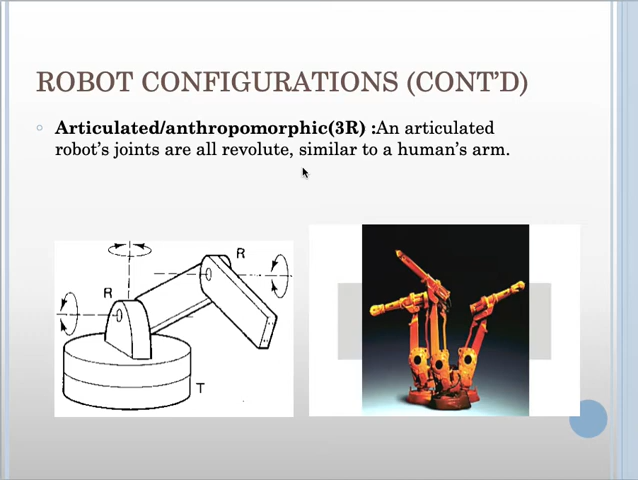 ROBOT CONFIGURATIONS (CONT'D)
Articulated/anthropomorphic(3R) :An articulated
robot's joints are all revolute, similar to a human's arm.
R
R
T